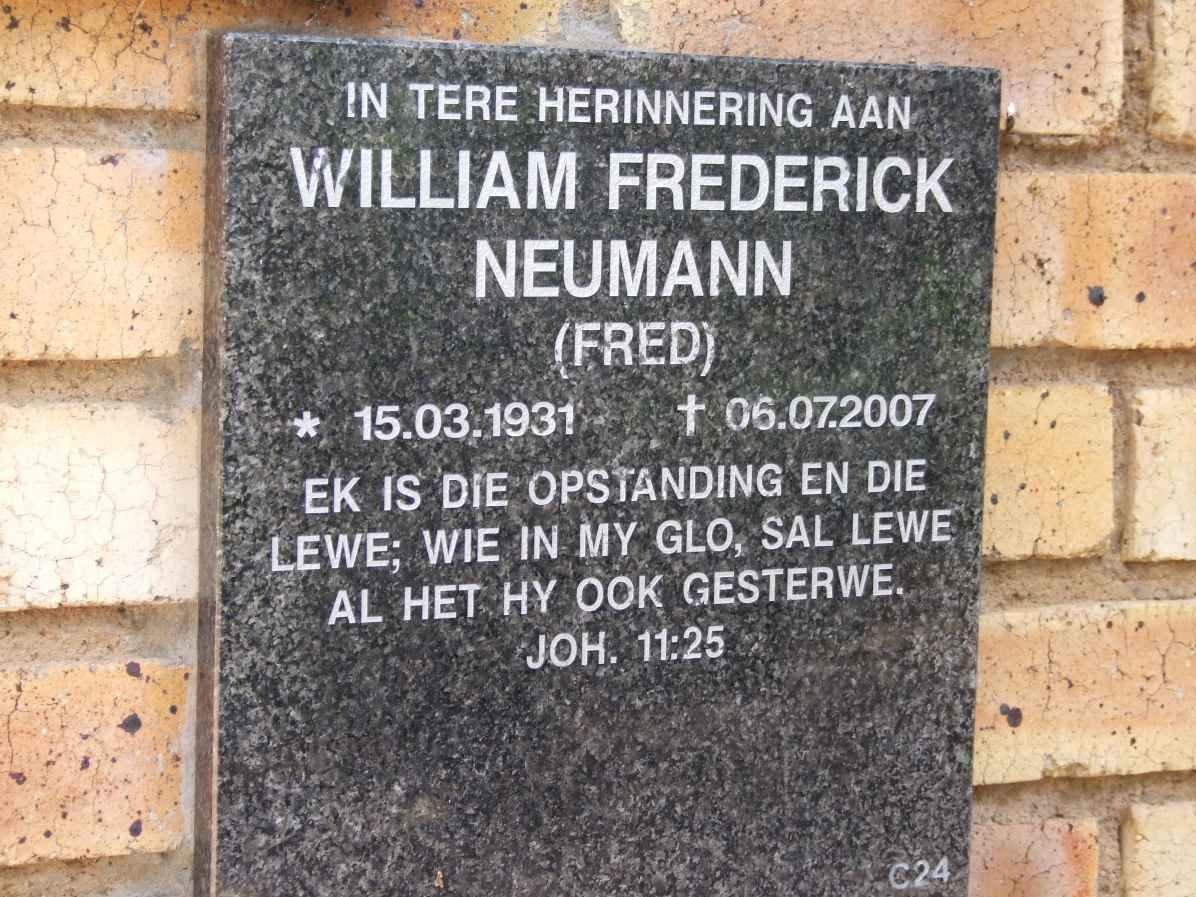 IN TERE HERINNERING AAN
WILLIAM FREDERICK
NEUMANN
(FRED)
* 15.03.1931 † 06.07.2007
EK IS DIE OPSTANDING EN DIE
LEWE; WIE IN MY GLO, SAL LEWE
AL HET HY OOK GESTERWE.
JOH. 11:25
C24